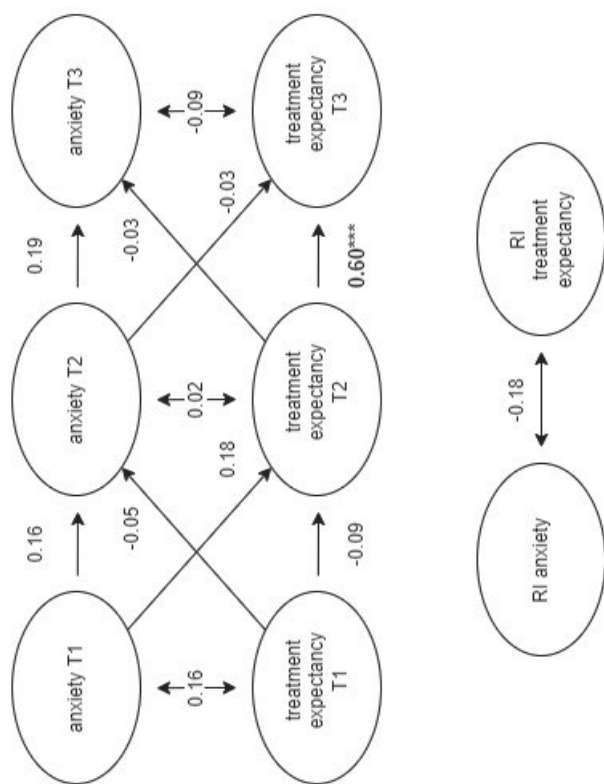 anxiety T1
0.16
anxiety T2
0.19
anxiety T3
0.16
-0.05
0.18
0.02
-0.03
-0.03
-0.09
treatment
expectancy
T1
-0.09
treatment
expectancy
T2
0.60***
treatment
expectancy
T3
RI anxiety
-0.18
RI
treatment
expectancy